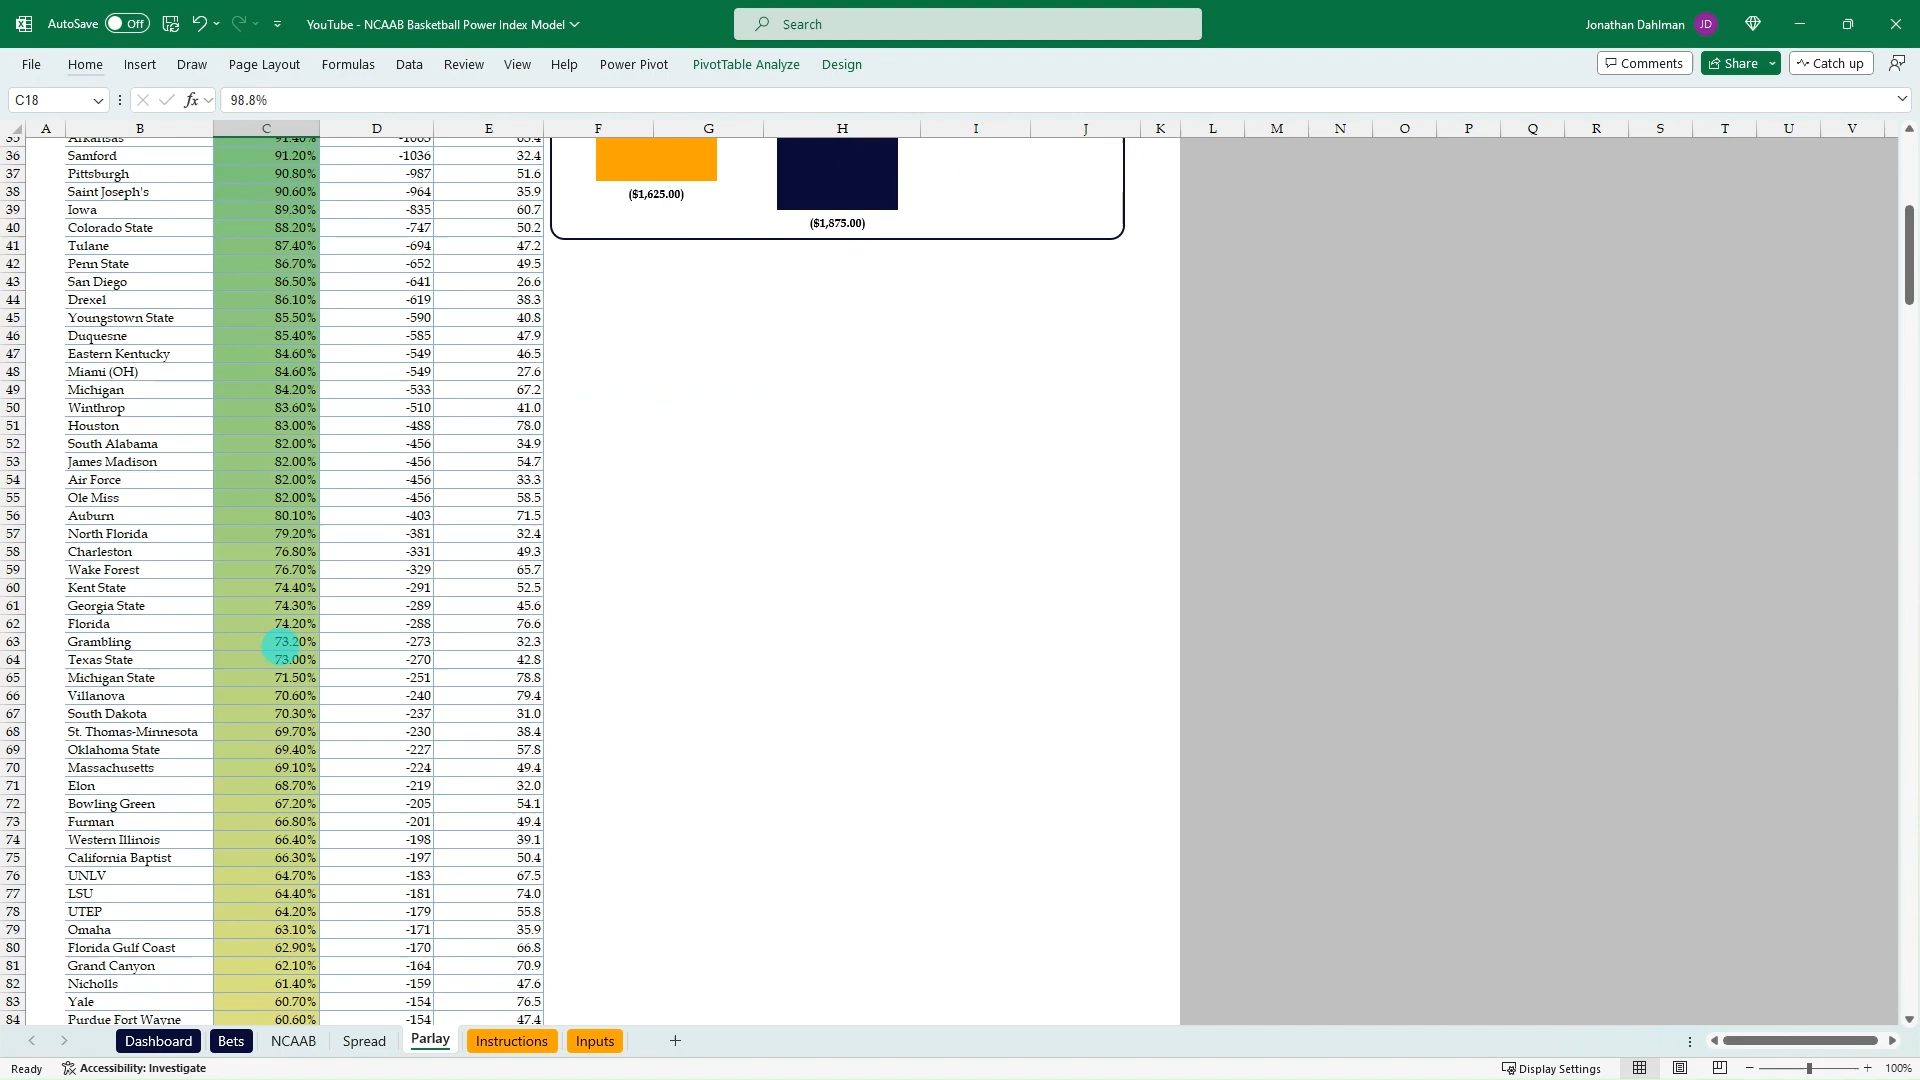 AutoSave Off YouTube - NCAAB Basketball Power Index Model Search Jonathan Dahlman JD
File Home Insert Draw Page Layout Formulas Data Review View Help Power Pivot PivotTable Analyze Design Comments Share Catch up
C18 fx 98.8%
A B C D E F G H I J K L M N O P Q R S T U V
36 Samford 91.20% -1036 32.4
37 Pittsburgh 90.80% -987 51.6
38 Saint Joseph's 90.60% -964 35.9 ($1,625.00)
39 Iowa 89.30% -835 60.7
40 Colorado State 88.20% -747 50.2 ($1,875.00)
41 Tulane 87.40% -694 47.2
42 Penn State 86.70% -652 49.5
43 San Diego 86.50% -641 26.6
44 Drexel 86.10% -619 38.3
45 Youngstown State 85.50% -590 40.8
46 Duquesne 85.40% -585 47.9
47 Eastern Kentucky 84.60% -549 46.5
48 Miami (OH) 84.60% -549 27.6
49 Michigan 84.20% -533 67.2
50 Winthrop 83.60% -510 41.0
51 Houston 83.00% -488 78.0
52 South Alabama 82.00% -456 34.9
53 James Madison 82.00% -456 54.7
54 Air Force 82.00% -456 33.3
55 Ole Miss 82.00% -456 58.5
56 Auburn 80.10% -403 71.5
57 North Florida 79.20% -381 32.4
58 Charleston 76.80% -331 49.3
59 Wake Forest 76.70% -329 65.7
60 Kent State 74.40% -291 52.5
61 Georgia State 74.30% -289 45.6
62 Florida 74.20% -288 76.6
63 Grambling 73.20% -273 32.3
64 Texas State 73.00% -270 42.8
65 Michigan State 71.50% -251 78.8
66 Villanova 70.60% -240 79.4
67 South Dakota 70.30% -237 31.0
68 St. Thomas-Minnesota 69.70% -230 38.4
69 Oklahoma State 69.40% -227 57.8
70 Massachusetts 69.10% -224 49.4
71 Elon 68.70% -219 32.0
72 Bowling Green 67.20% -205 54.1
73 Furman 66.80% -201 49.4
74 Western Illinois 66.40% -198 39.1
75 California Baptist 66.30% -197 50.4
76 UNLV 64.70% -183 67.5
77 LSU 64.40% -181 74.0
78 UTEP 64.20% -179 55.8
79 Omaha 63.10% -171 35.9
80 Florida Gulf Coast 62.90% -170 66.8
81 Grand Canyon 62.10% -164 70.9
82 Nicholls 61.40% -159 47.6
83 Yale 60.70% -154 76.5
84 Purdue Fort Wayne 60.60% -154 47.4
Dashboard Bets NCAAB Spread Parlay Instructions Inputs
Ready Accessibility: Investigate Display Settings 100%